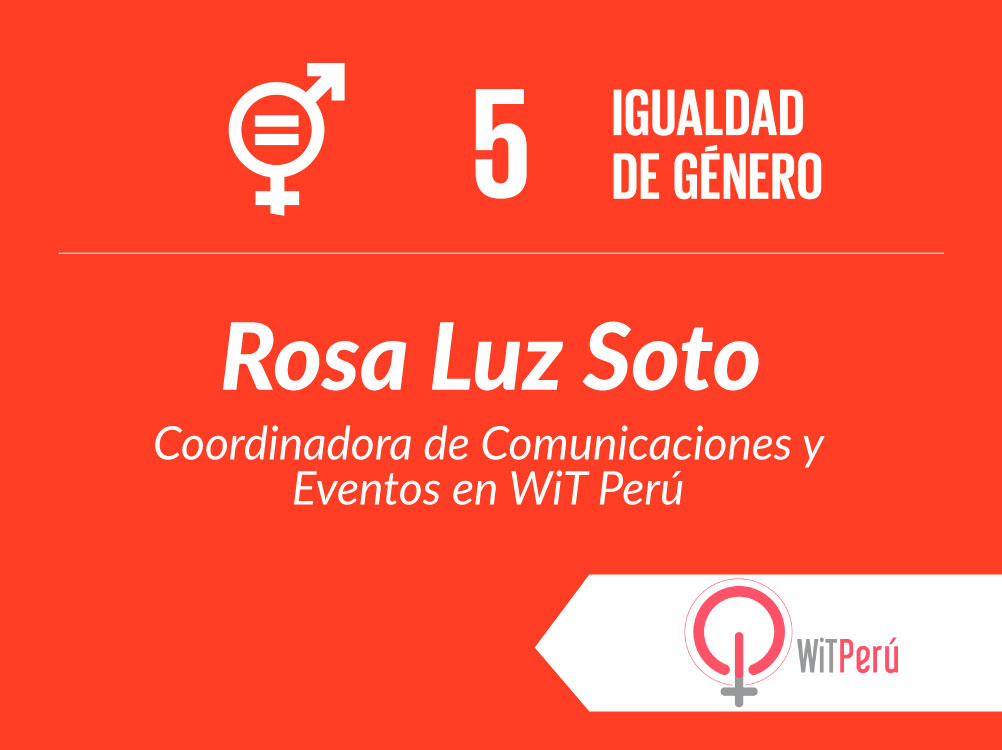 5
IGUALDAD
DE GÉNERO
Rosa Luz Soto
Coordinadora de Comunicaciones y
Eventos en WiT Perú
WiTPerú